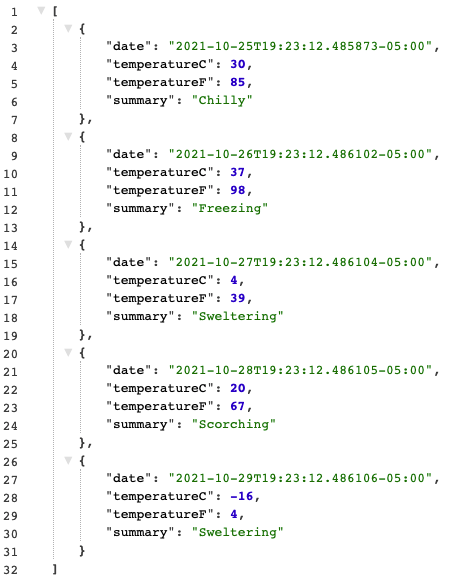 1 [
2 {
3 "date": "2021-10-25T19:23:12.485873-05:00",
4 "temperatureC": 30,
5 "temperatureF": 85,
6 "summary": "Chilly"
7 },
8 {
9 "date": "2021-10-26T19:23:12.486102-05:00",
10 "temperatureC": 37,
11 "temperatureF": 98,
12 "summary": "Freezing"
13 },
14 {
15 "date": "2021-10-27T19:23:12.486104-05:00",
16 "temperatureC": 4,
17 "temperatureF": 39,
18 "summary": "Sweltering"
19 },
20 {
21 "date": "2021-10-28T19:23:12.486105-05:00",
22 "temperatureC": 20,
23 "temperatureF": 67,
24 "summary": "Scorching"
25 },
26 {
27 "date": "2021-10-29T19:23:12.486106-05:00",
28 "temperatureC": -16,
29 "temperatureF": 4,
30 "summary": "Sweltering"
31 }
32 ]